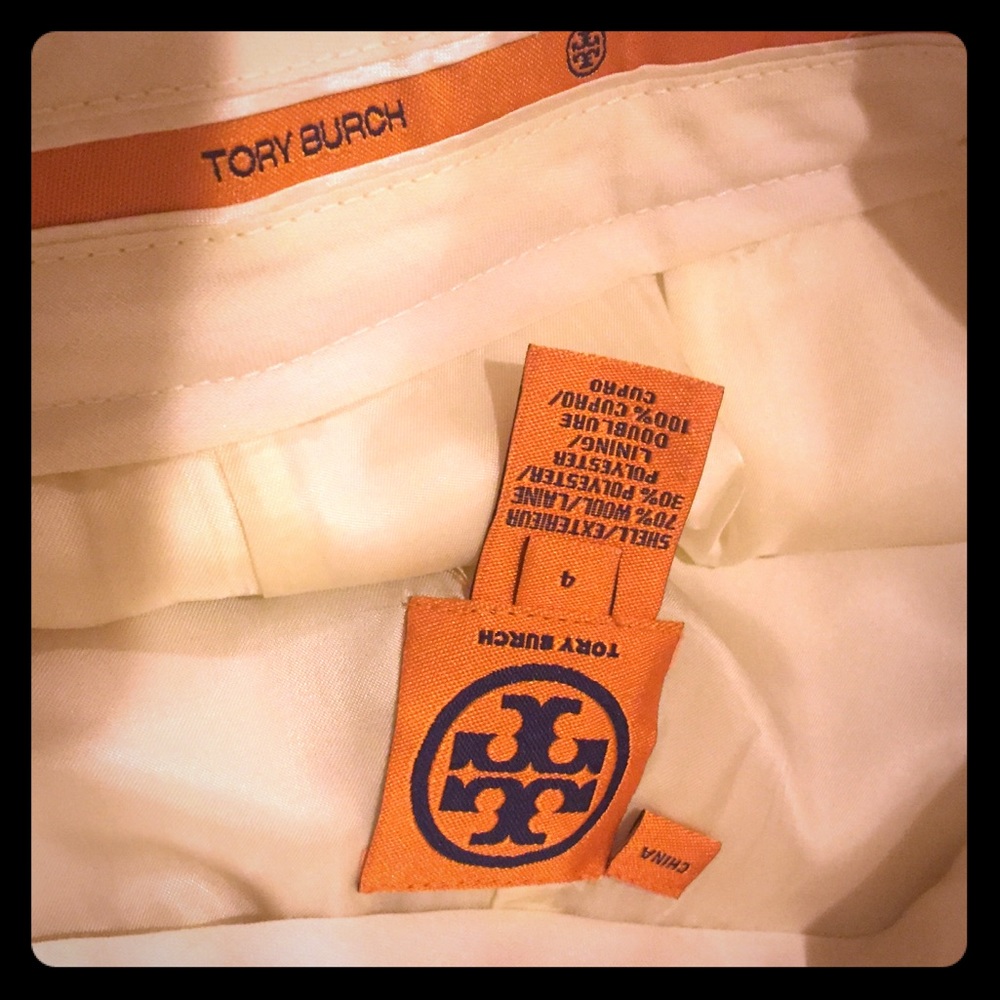 TORY BURCH
SHELL/EXTERIEUR
70% WOOL/LAINE
30% POLYESTER/
POLYESTER
LINING/
DOUBLURE
100% CUPRO/
CUPRO
4
TORY BURCH
CHINA